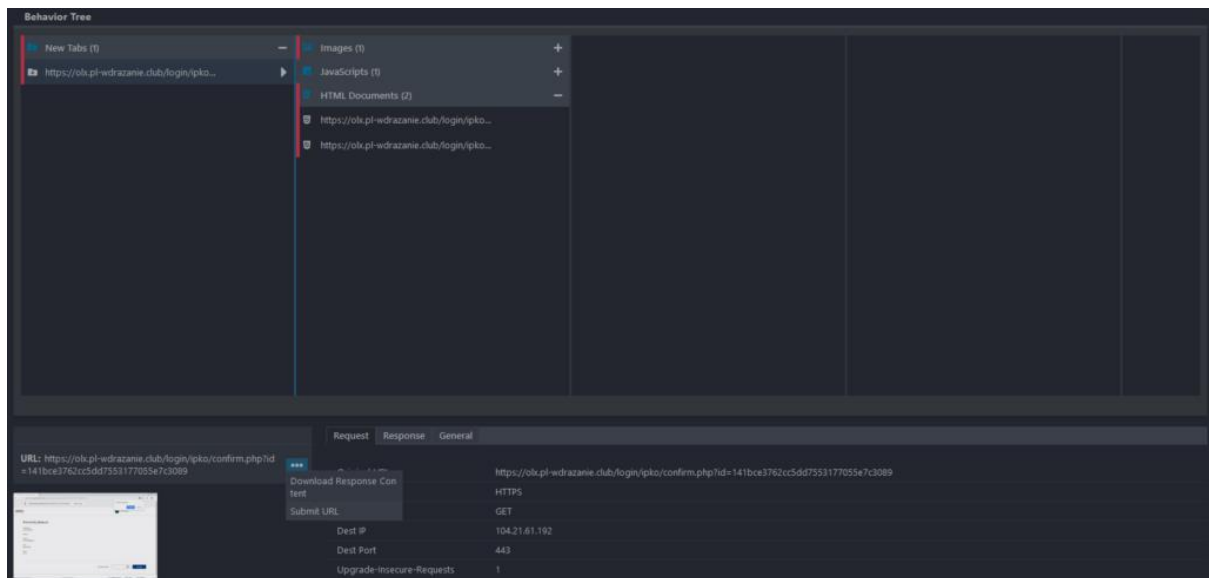 Behavior Tree
New Tabs (1)
https://olx.pl-wdrazanie.club/login/ipko...
Images (1)
JavaScripts (1)
HTML Documents (2)
https://olx.pl-wdrazanie.club/login/ipko...
https://olx.pl-wdrazanie.club/login/ipko...
Request Response General
URL: https://olx.pl-wdrazanie.club/login/ipko/confirm.php?id
=141bce3762cc5dd7553177055e7c3089
Download Response Con
tent
Submit URL
https://olx.pl-wdrazanie.club/login/ipko/confirm.php?id=141bce3762cc5dd7553177055e7c3089
HTTPS
GET
Dest IP 104.21.61.192
Dest Port 443
Upgrade-Insecure-Requests 1